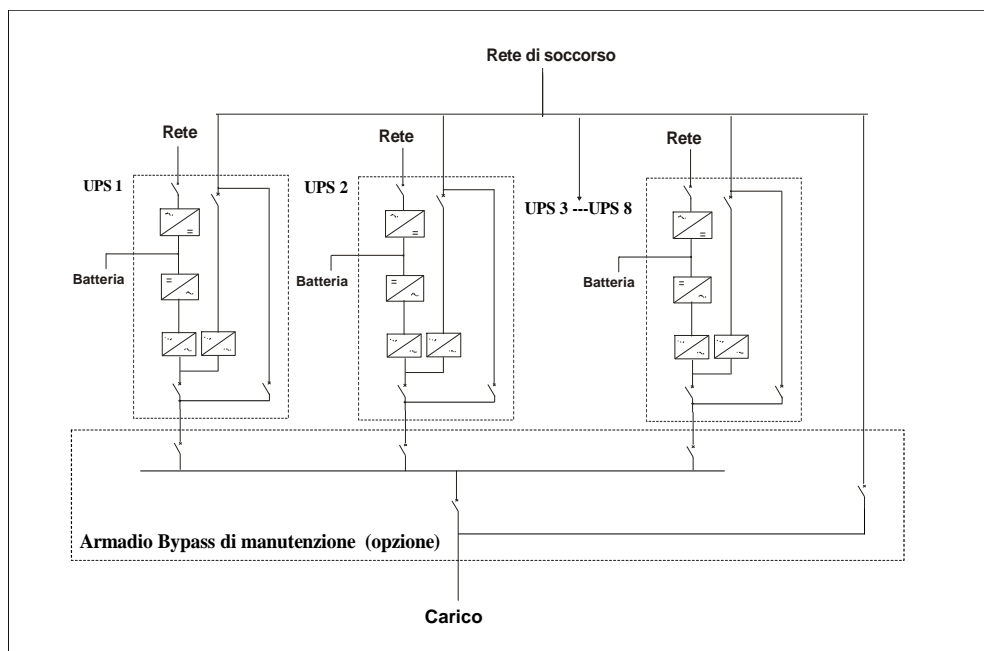 Rete di soccorso
Rete
Rete
Rete
UPS 1
UPS 2
UPS 3 ---UPS 8
Batteria
Batteria
Batteria
Armadio Bypass di manutenzione (opzione)
Carico